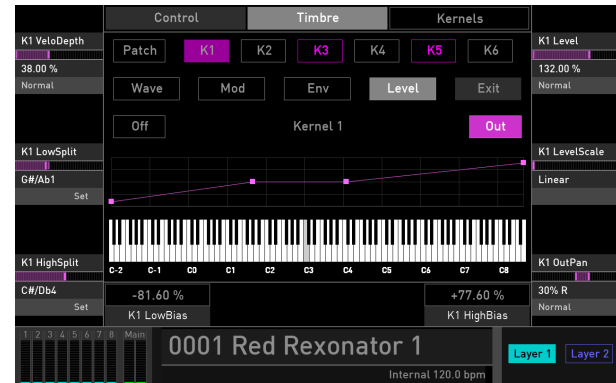 Control Timbre Kernels
K1 VeloDepth
38.00 %
Normal
K1 LowSplit
G#/Ab1
Set
K1 HighSplit
C#/Db4
Set
Patch K1 K2 K3 K4 K5 K6
Wave Mod Env Level Exit
Off Kernel 1 Out
C-2 C-1 C0 C1 C2 C3 C4 C5 C6 C7 C8
-81.60 % +77.60 %
K1 LowBias K1 HighBias
K1 Level
132.00 %
Normal
K1 LevelScale
Linear
K1 OutPan
30% R
Normal
1 2 3 4 5 6 7 8 Main
0001 Red Rexonator 1
Internal 120.0 bpm
Layer 1 Layer 2